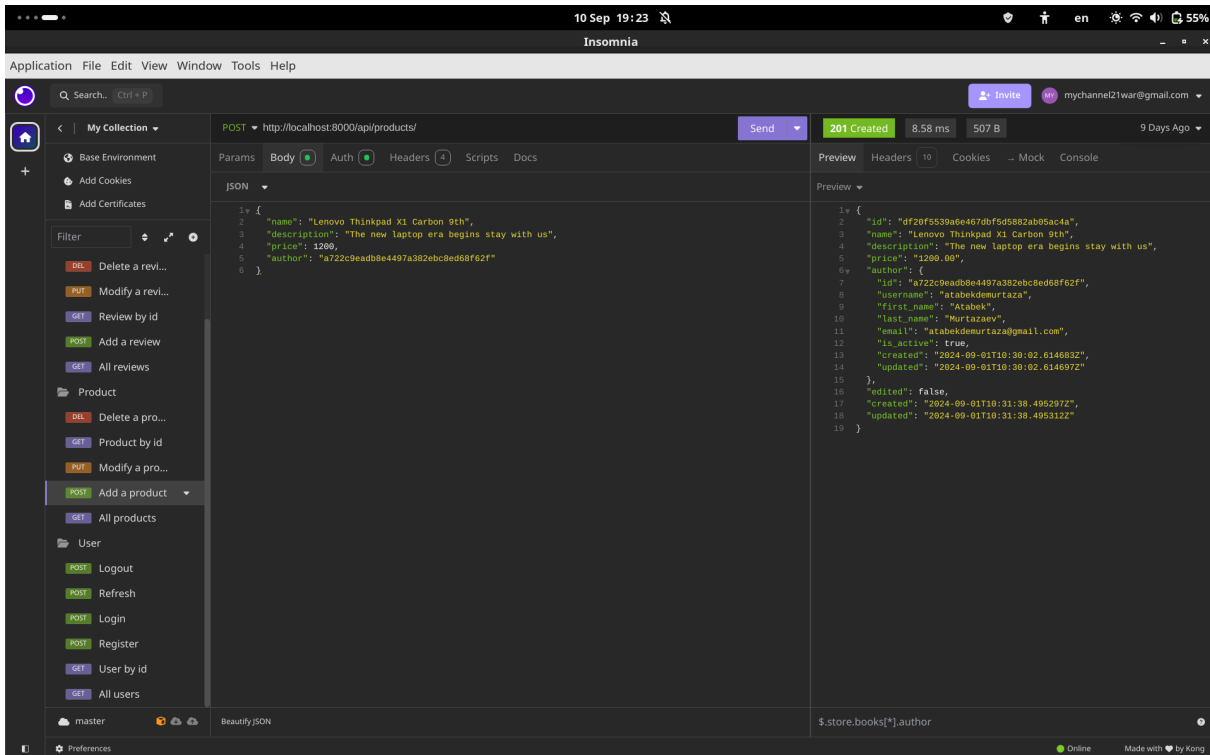 10 Sep 19:23
en
55%
Insomnia
Application File Edit View Window Tools Help
Search.. Ctrl + P
Invite
MY
mychannel21war@gmail.com
My Collection
POST http://localhost:8000/api/products/
Send
201 Created
8.58 ms
507 B
9 Days Ago
Base Environment
Add Cookies
Add Certificates
Params Body Auth Headers 4 Scripts Docs
Preview Headers 10 Cookies → Mock Console
JSON
Preview
Filter
DEL Delete a revi...
PUT Modify a revi...
GET Review by id
POST Add a review
GET All reviews
Product
DEL Delete a pro...
GET Product by id
PUT Modify a pro...
POST Add a product
GET All products
User
POST Logout
POST Refresh
POST Login
POST Register
GET User by id
GET All users
1 {
2 "name": "Lenovo Thinkpad X1 Carbon 9th",
3 "description": "The new laptop era begins stay with us",
4 "price": 1200,
5 "author": "a722c9eadb8e4497a382ebc8ed68f62f"
6 }
1 {
2 "id": "df20f5539a6e467dbf5d5882ab05ac4a",
3 "name": "Lenovo Thinkpad X1 Carbon 9th",
4 "description": "The new laptop era begins stay with us",
5 "price": "1200.00",
6 "author": {
7 "id": "a722c9eadb8e4497a382ebc8ed68f62f",
8 "username": "atabekdemurtaza",
9 "first_name": "Atabek",
10 "last_name": "Murtazaev",
11 "email": "atabekdemurtaza@gmail.com",
12 "is_active": true,
13 "created": "2024-09-01T10:30:02.614683Z",
14 "updated": "2024-09-01T10:30:02.614697Z"
15 },
16 "edited": false,
17 "created": "2024-09-01T10:31:38.495297Z",
18 "updated": "2024-09-01T10:31:38.495312Z"
19 }
master
Beautify JSON
$.store.books[*].author
Preferences
Online
Made with ♥ by Kong